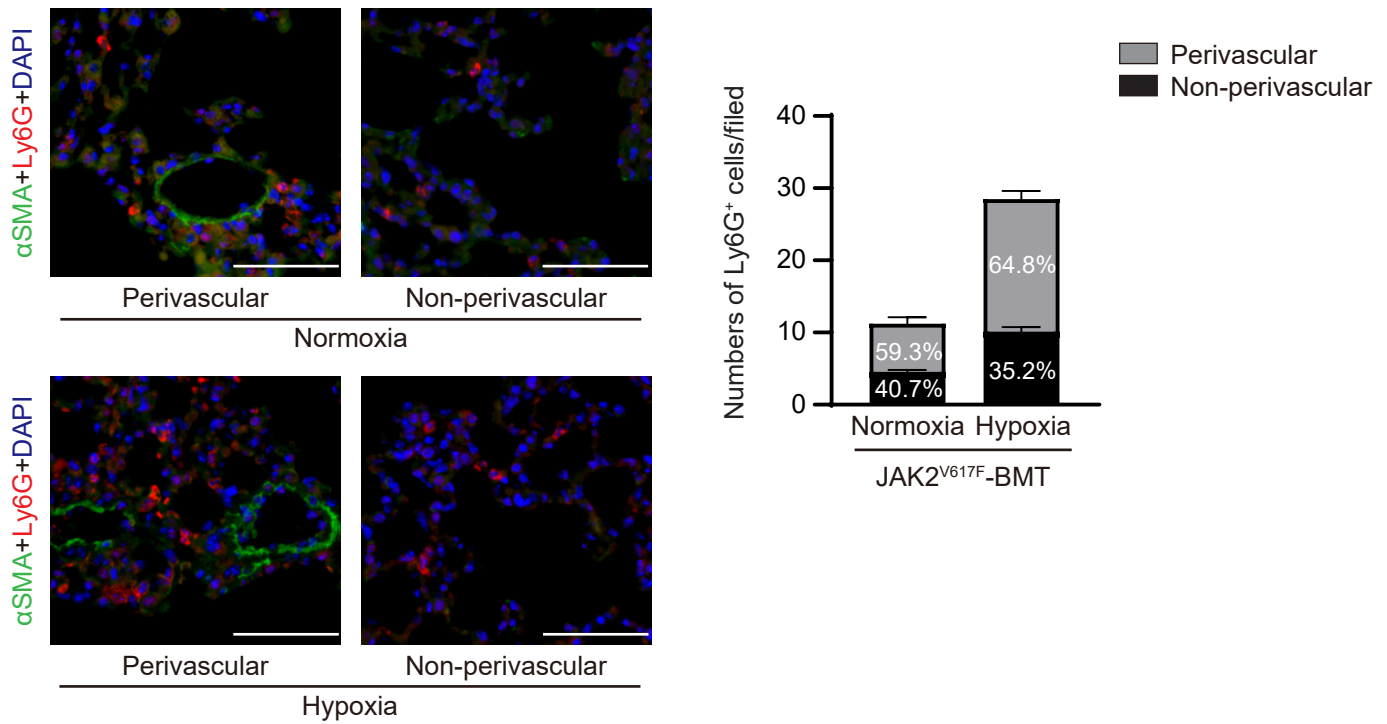 αSMA+Ly6G+DAPI
Perivascular
Non-perivascular
Normoxia
αSMA+Ly6G+DAPI
Perivascular
Non-perivascular
Hypoxia
Perivascular
Non-perivascular
Numbers of Ly6G⁺ cells/filed
40
30
20
10
0
59.3%
40.7%
64.8%
35.2%
Normoxia Hypoxia
JAK2ⱽ⁶¹⁷ᶠ-BMT